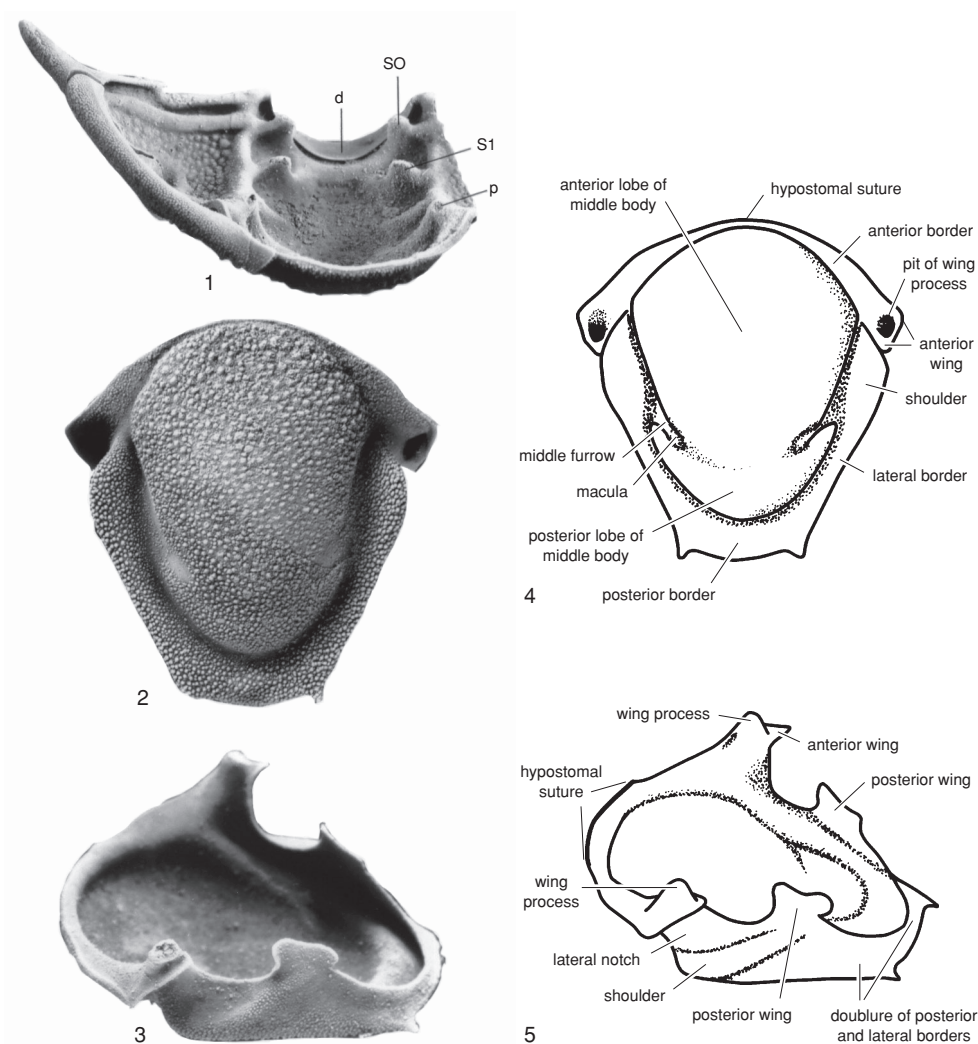 SO
d
S1
p
1
2
3
anterior lobe of
middle body
hypostomal suture
anterior border
pit of wing
process
anterior
wing
shoulder
middle furrow
macula
lateral border
posterior lobe of
middle body
posterior border
4
wing process
anterior wing
hypostomal
suture
posterior wing
wing
process
lateral notch
shoulder
posterior wing
doublure of posterior
and lateral borders
5